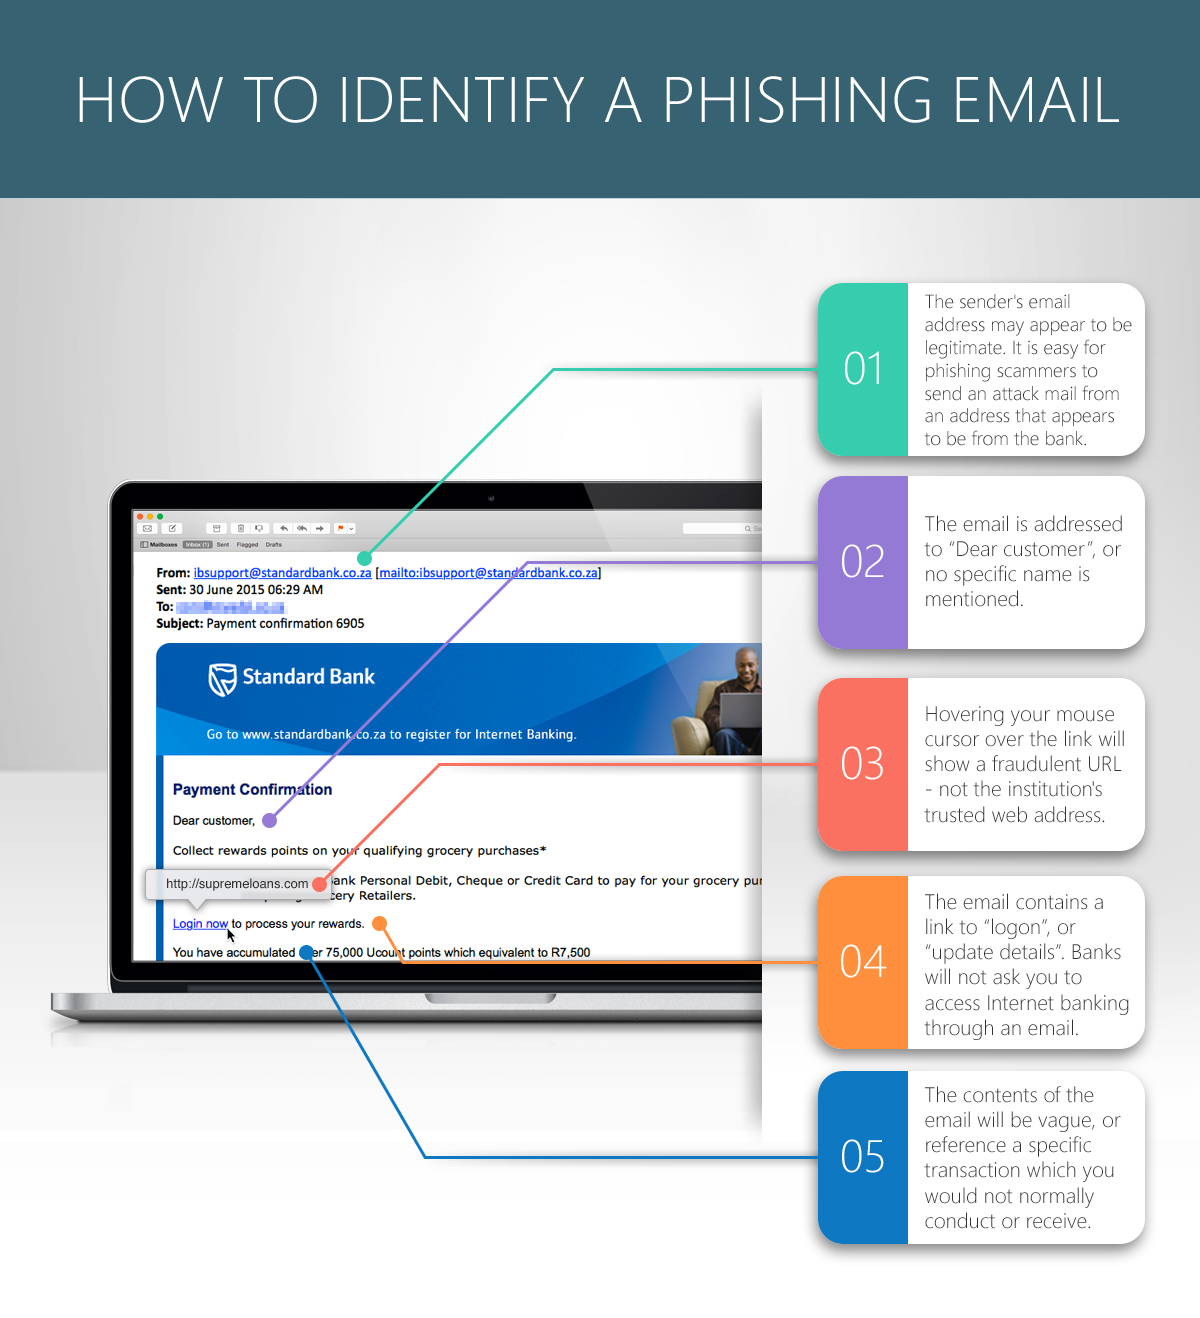 HOW TO IDENTIFY A PHISHING EMAIL
01
The sender's email
address may appear to be
legitimate. It is easy for
phishing scammers to
send an attack mail from
an address that appears
to be from the bank.
02
The email is addressed
to “Dear customer”, or
no specific name is
mentioned.
03
Hovering your mouse
cursor over the link will
show a fraudulent URL
- not the institution's
trusted web address.
04
The email contains a
link to “logon”, or
“update details”. Banks
will not ask you to
access Internet banking
through an email.
05
The contents of the
email will be vague, or
reference a specific
transaction which you
would not normally
conduct or receive.
Mailboxes Inbox (1) Sent Flagged Drafts
From: ibsupport@standardbank.co.za [mailto:ibsupport@standardbank.co.za]
Sent: 30 June 2015 06:29 AM
To:
Subject: Payment confirmation 6905
Standard Bank
Go to www.standardbank.co.za to register for Internet Banking.
Payment Confirmation
Dear customer,
Collect rewards points on your qualifying grocery purchases*
http://supremeloans.com
ank Personal Debit, Cheque or Credit Card to pay for your grocery pur
cery Retailers.
Login now to process your rewards.
You have accumulated er 75,000 Ucount points which equivalent to R7,500